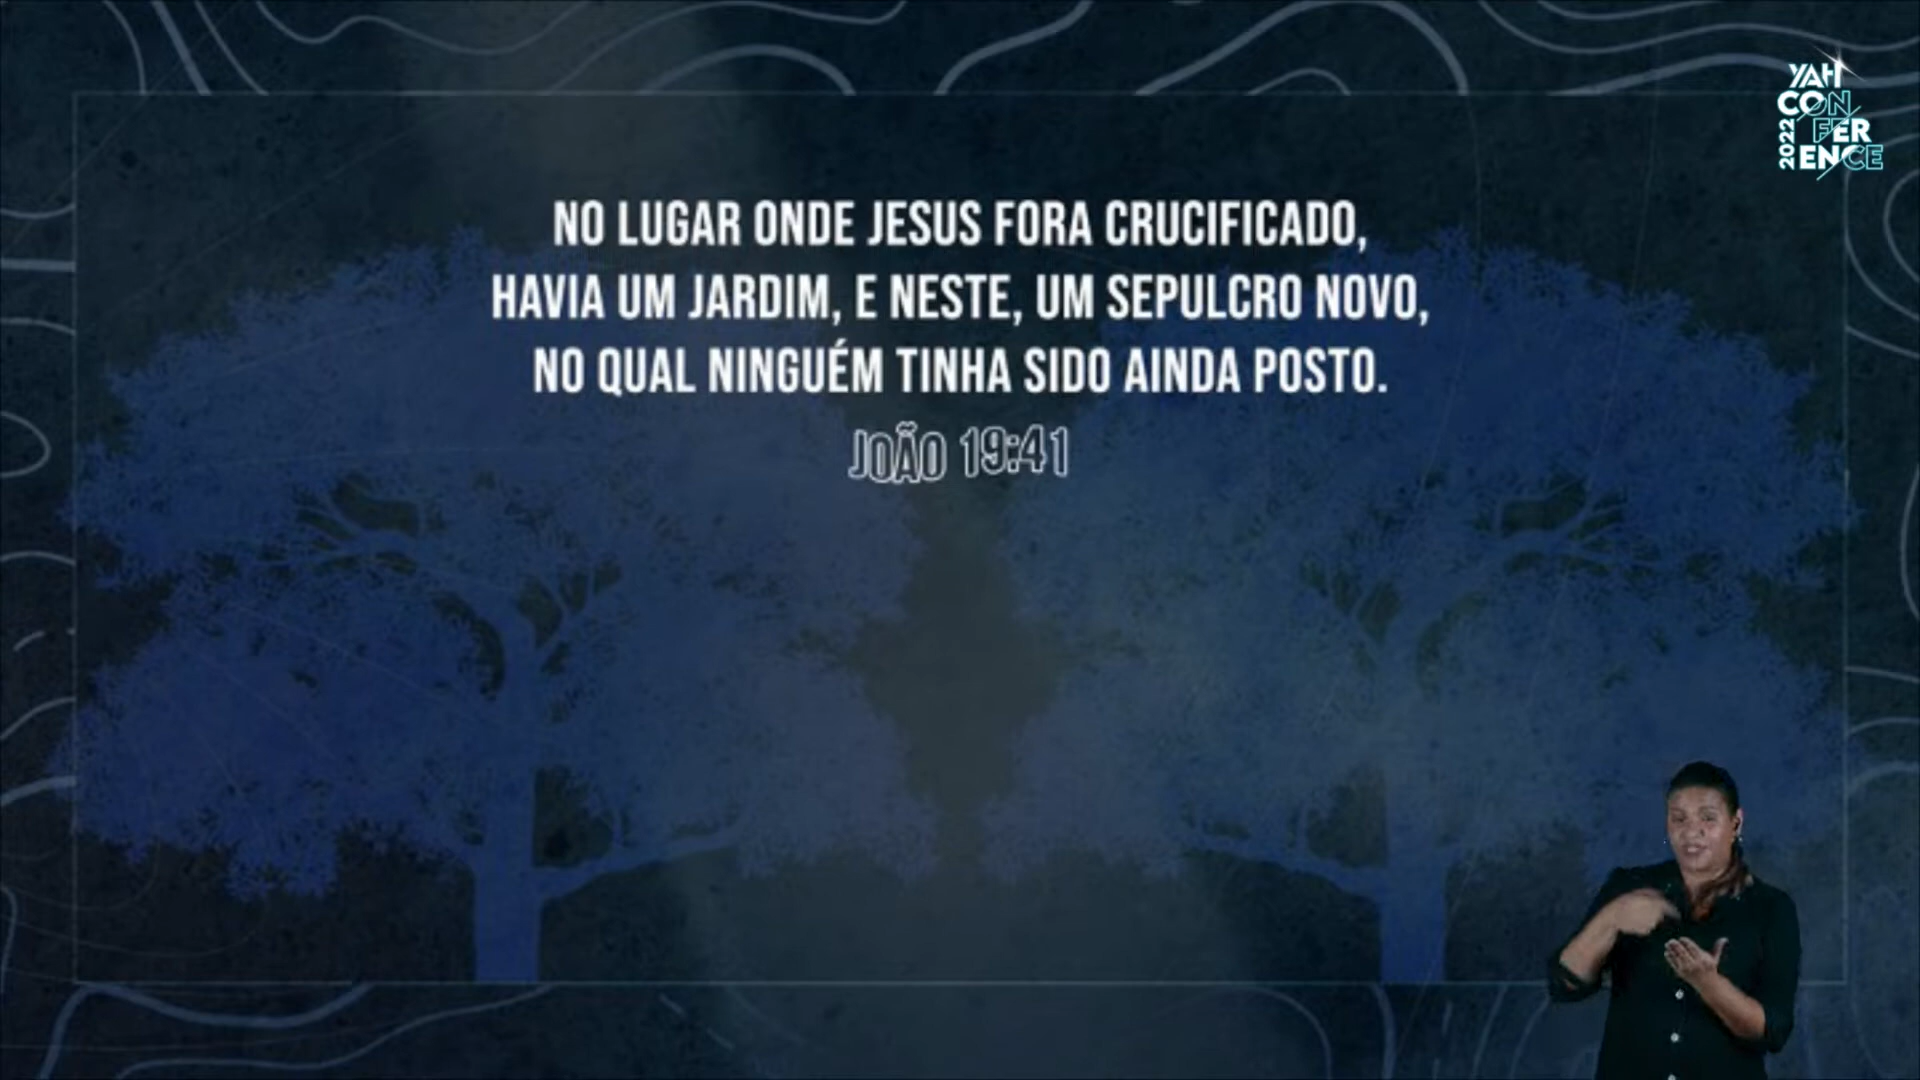 YAH
CON
FER
2022 ENCE
NO LUGAR ONDE JESUS FORA CRUCIFICADO,
HAVIA UM JARDIM, E NESTE, UM SEPULCRO NOVO,
NO QUAL NINGUÉM TINHA SIDO AINDA POSTO.
JOÃO 19:41